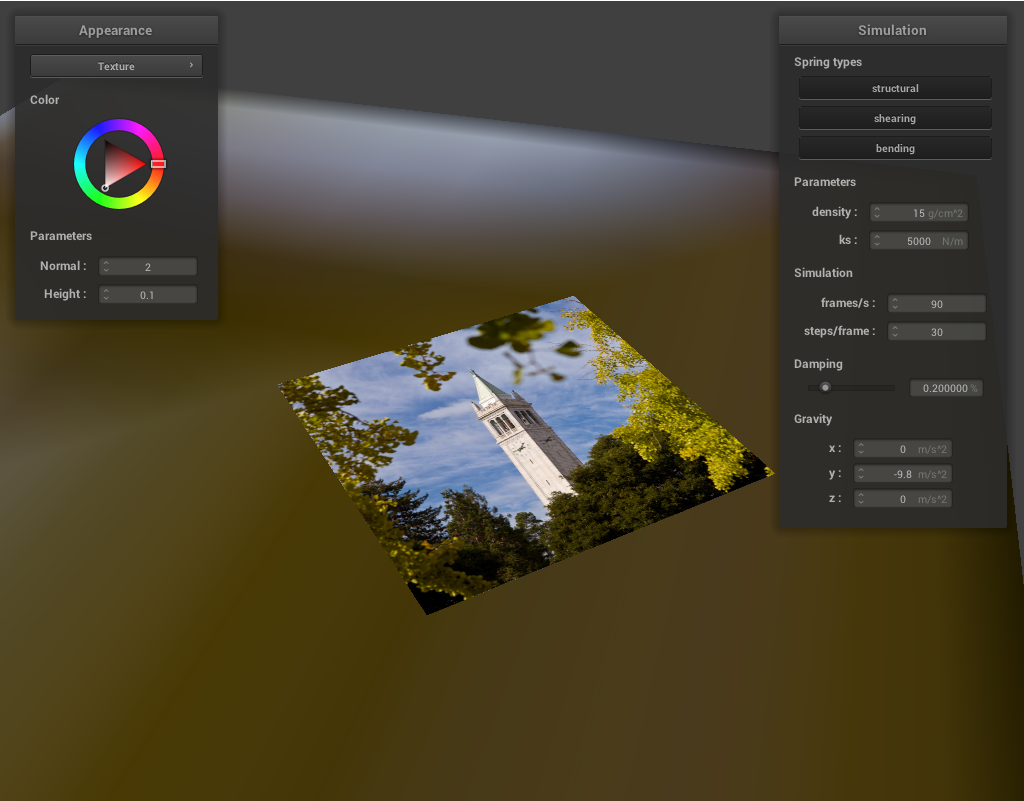 Appearance
Texture
Color
Parameters
Normal : 2
Height : 0.1
Simulation
Spring types
structural
shearing
bending
Parameters
density : 15 g/cm^2
ks : 5000 N/m
Simulation
frames/s : 90
steps/frame : 30
Damping
0.200000 %
Gravity
x : 0 m/s^2
y : -9.8 m/s^2
z : 0 m/s^2